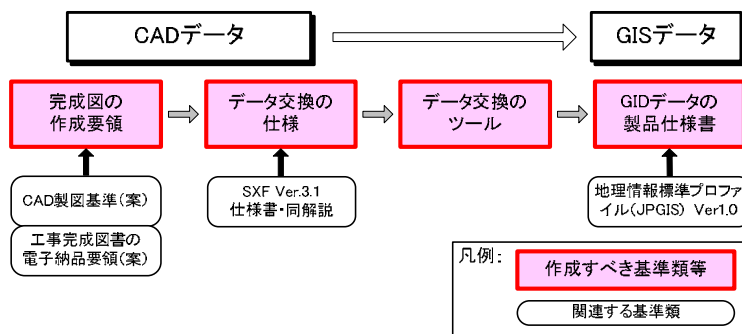 CADデータ
GISデータ
完成図の
作成要領
データ交換の
仕様
データ交換の
ツール
GIDデータの
製品仕様書
CAD製図基準(案)
工事完成図書の
電子納品要領(案)
SXF Ver.3.1
仕様書・同解説
地理情報標準プロファ
イル(JPGIS) Ver1.0
凡例:
作成すべき基準類等
関連する基準類